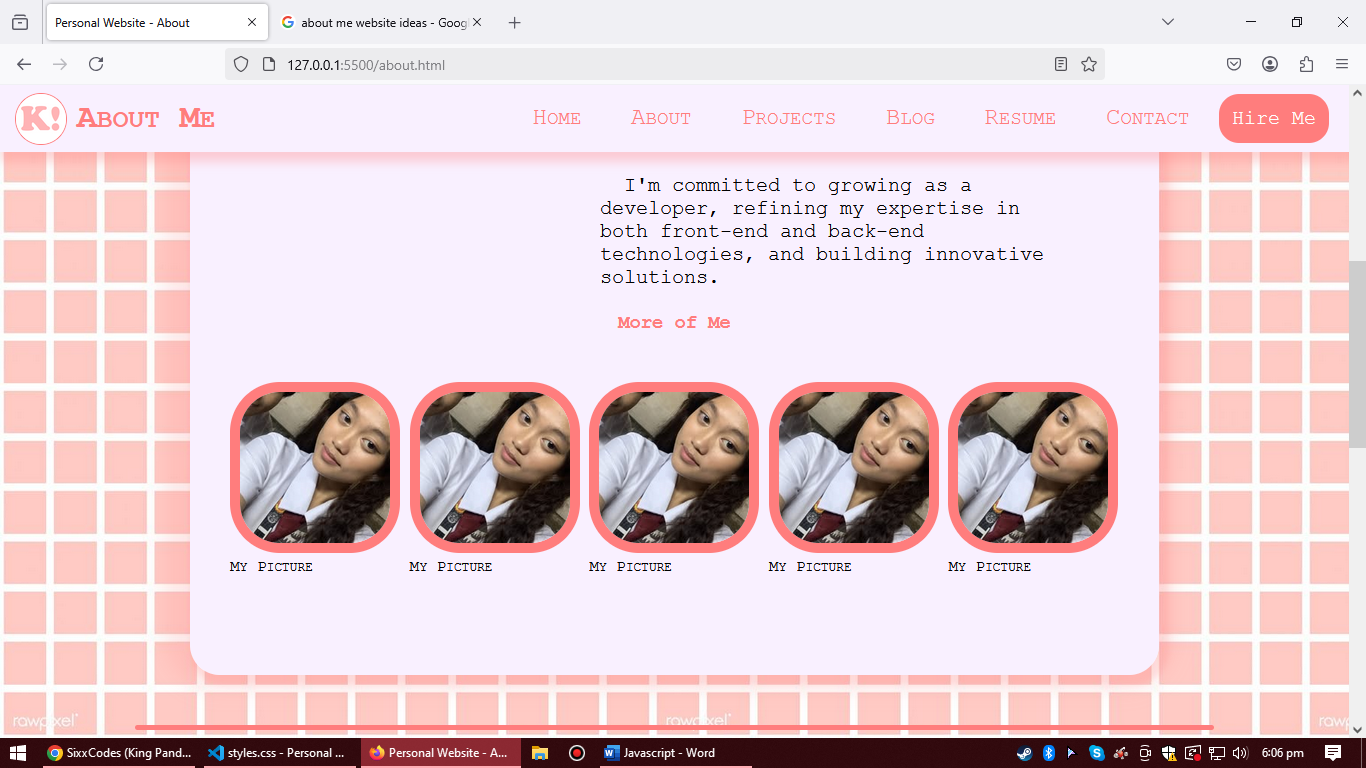 Personal Website - About
about me website ideas - Goog
127.0.0.1:5500/about.html
K!
About Me
Home
About
Projects
Blog
Resume
Contact
Hire Me
I'm committed to growing as a
developer, refining my expertise in
both front-end and back-end
technologies, and building innovative
solutions.
More of Me
My Picture
My Picture
My Picture
My Picture
My Picture
rawpixel
rawpixel
raw
SixxCodes (King Pand...
styles.css - Personal ...
Personal Website - A...
Javascript - Word
6:06 pm